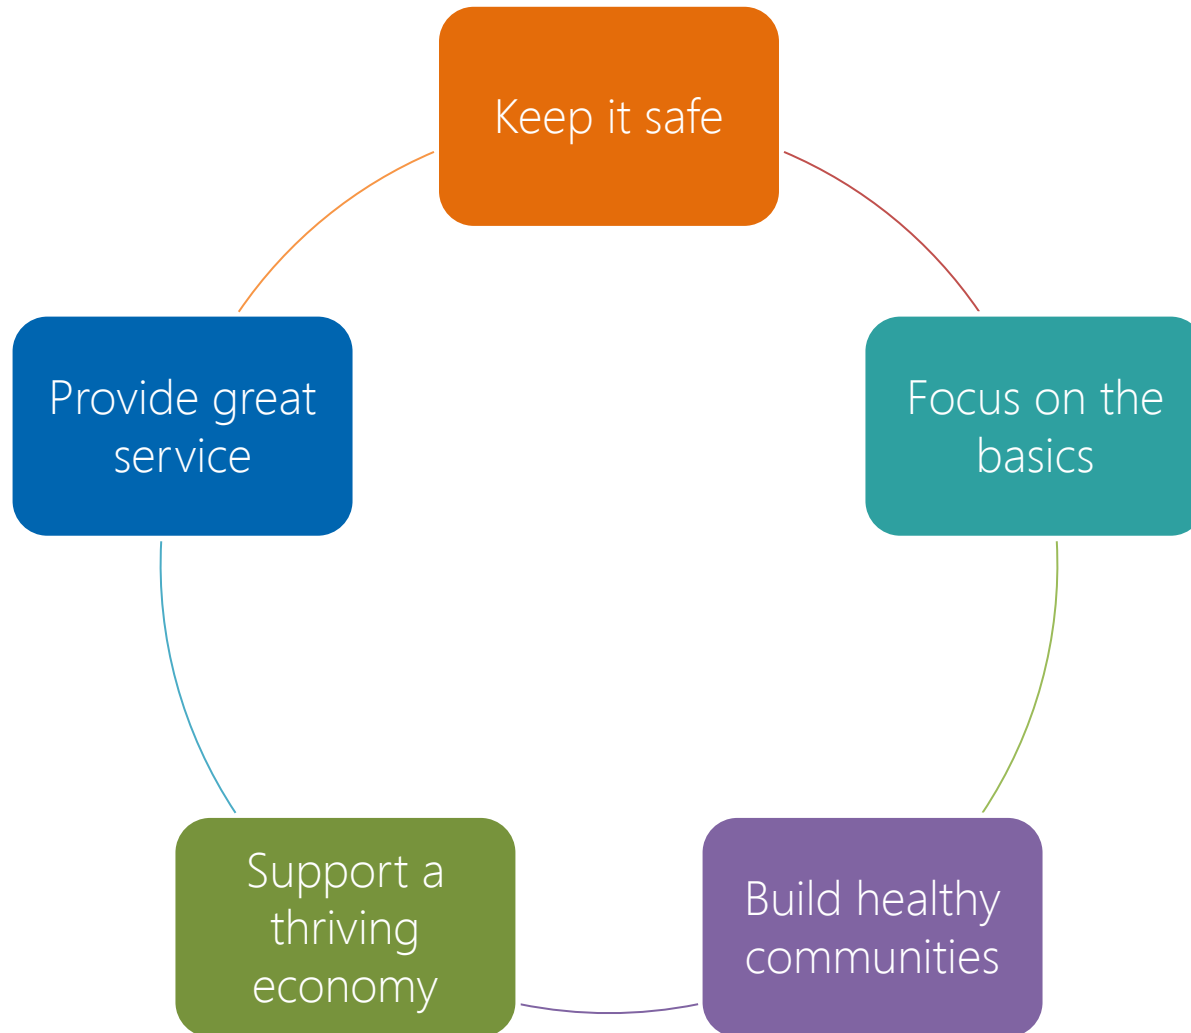 Keep it safe
Provide great
service
Focus on the
basics
Support a
thriving
economy
Build healthy
communities